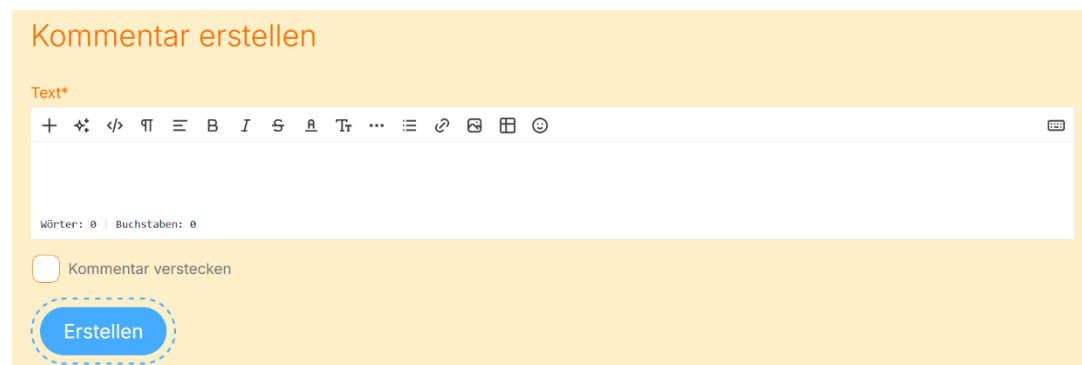 Kommentar erstellen
Text*
Wörter: 0 | Buchstaben: 0
Kommentar verstecken
Erstellen